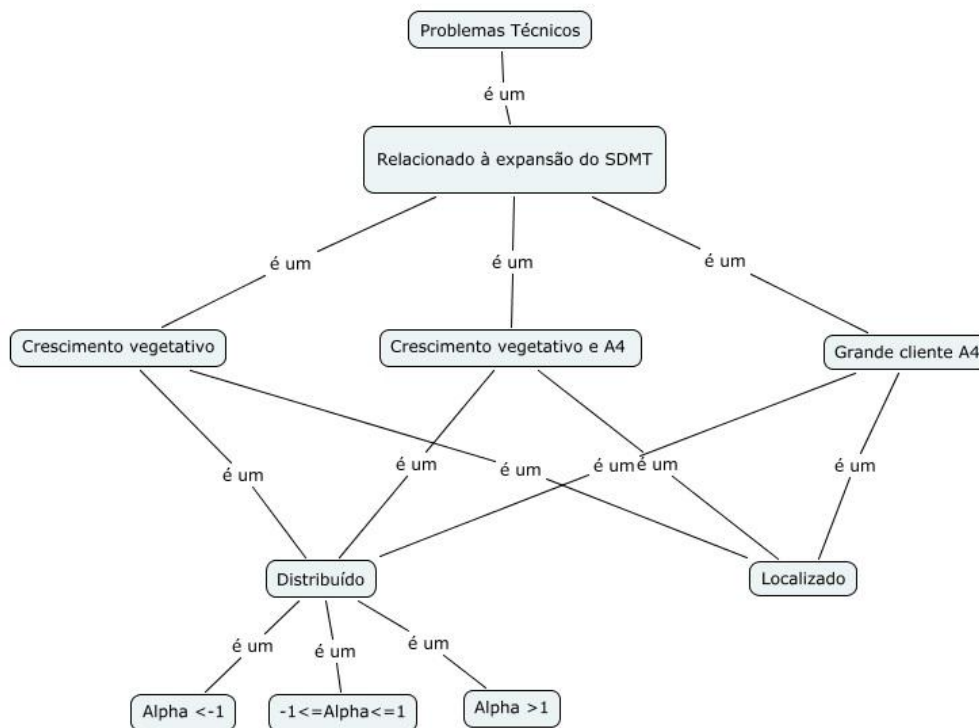 Problemas Técnicos
é um
Relacionado à expansão do SDMT
é um
é um
é um
Crescimento vegetativo
Crescimento vegetativo e A4
Grande cliente A4
é um
é um
é um
é um
é um
é um
Distribuído
Localizado
é um
é um
é um
Alpha <-1
-1<=Alpha<=1
Alpha >1